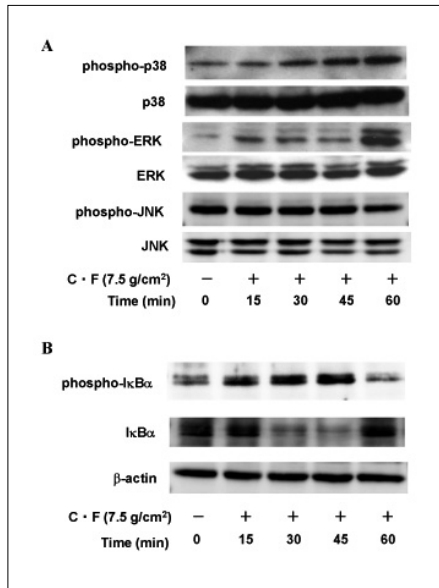 A
phospho-p38
p38
phospho-ERK
ERK
phospho-JNK
JNK
C · F (7.5 g/cm²) − + + + +
Time (min) 0 15 30 45 60
B
phospho-IκBα
IκBα
β-actin
C · F (7.5 g/cm²) − + + + +
Time (min) 0 15 30 45 60